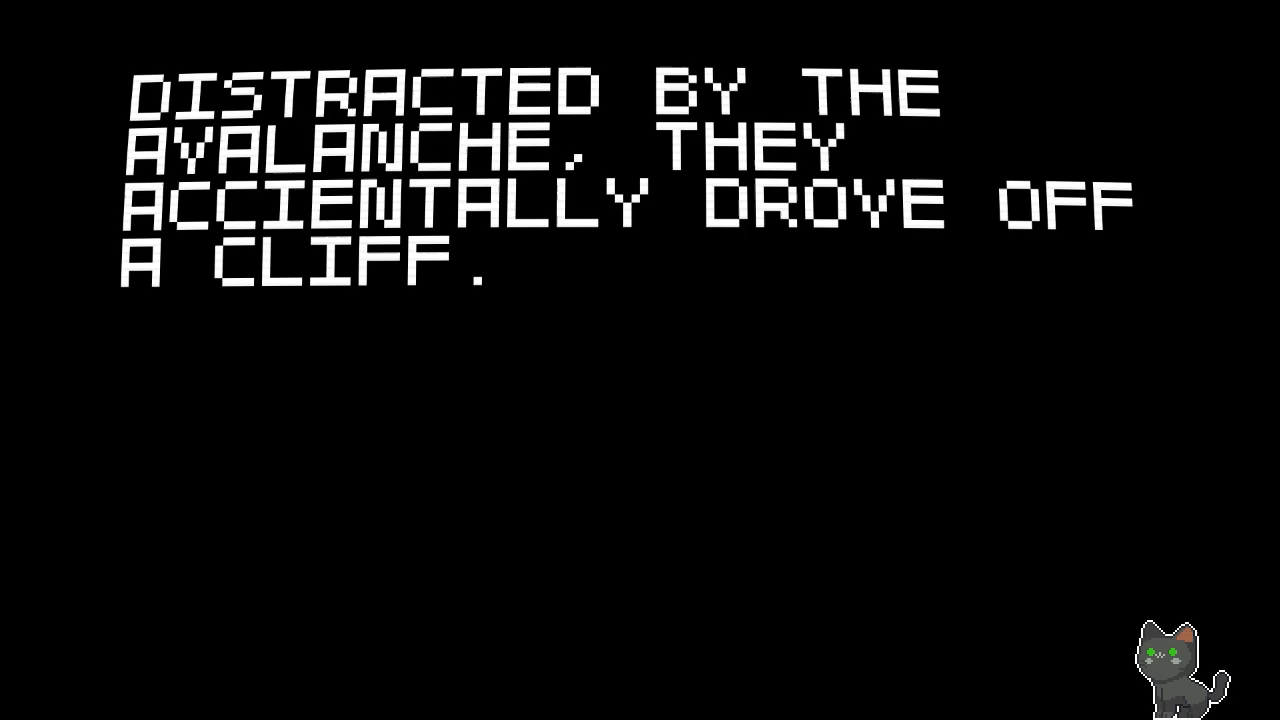 DISTRACTED BY THE
AVALANCHE, THEY
ACCIENTALLY DROVE OFF
A CLIFF.